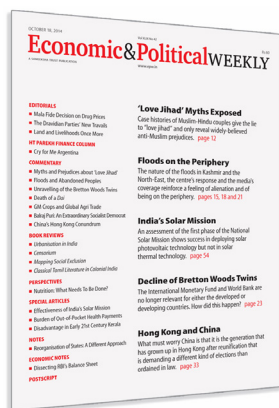 OCTOBER 18, 2014
Economic&PoliticalWEEKLY
EDITORIALS
Mala Fide Decision on Drug Prices
The Dravidian Parties' New Travails
Land and Livelihoods Once More
HT PAREKH FINANCE COLUMN
Cry for Me Argentina
COMMENTARY
Myths and Prejudices about 'Love Jihad'
Floods and Abandoned Peoples
Unravelling of the Bretton Woods Twins
Death of a Dai
GM Crops and Global Agri Trade
Balraj Puri: An Extraordinary Socialist Democrat
China's Hong Kong Conundrum
BOOK REVIEWS
Urbanisation in India
Censorium
Mapping Social Exclusion
Classical Tamil Literature in Colonial India
PERSPECTIVES
Nutrition: What Needs To Be Done?
SPECIAL ARTICLES
Effectiveness of India's Solar Mission
Burden of Out-of-Pocket Health Payments
Disadvantage in Early 21st Century Kerala
NOTES
Reorganisation of States: A Different Approach
ECONOMIC NOTES
Dissecting RBI's Balance Sheet
POSTSCRIPT
'Love Jihad' Myths Exposed
Case histories of Muslim-Hindu couples give the lie
to "love jihad" and only reveal widely-believed
anti-Muslim prejudices. page 12
Floods on the Periphery
The nature of the floods in Kashmir and the
North-East, the centre's response and the media's
coverage reinforce a feeling of alienation and of
being on the periphery. pages 15, 18 and 21
India's Solar Mission
An assessment of the first phase of the National
Solar Mission shows success in deploying solar
photovoltaic technology but not in solar
thermal technology. page 54
Decline of Bretton Woods Twins
The International Monetary Fund and World Bank are
no longer relevant for either the developed or
developing countries. How did this happen? page 23
Hong Kong and China
What must worry China is that it is the generation that
has grown up in Hong Kong after reunification that
is demanding a different kind of elections than
ordained in law. page 33